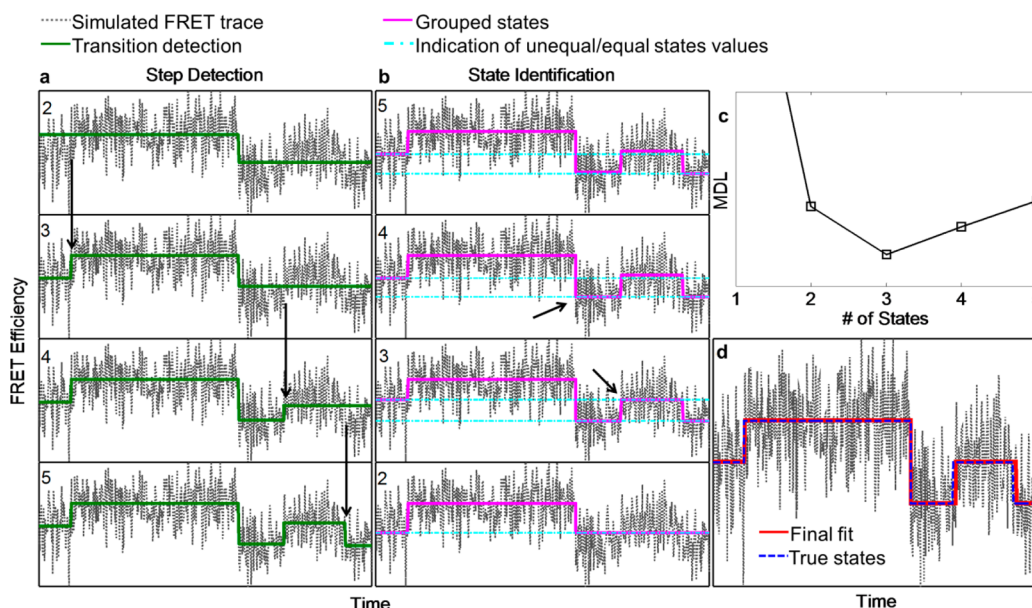 Simulated FRET trace
Transition detection
Grouped states
Indication of unequal/equal states values
a
Step Detection
b
State Identification
2
3
4
5
5
4
3
2
FRET Efficiency
Time
c
MDL
1 2 3 4
# of States
d
Final fit
True states
Time